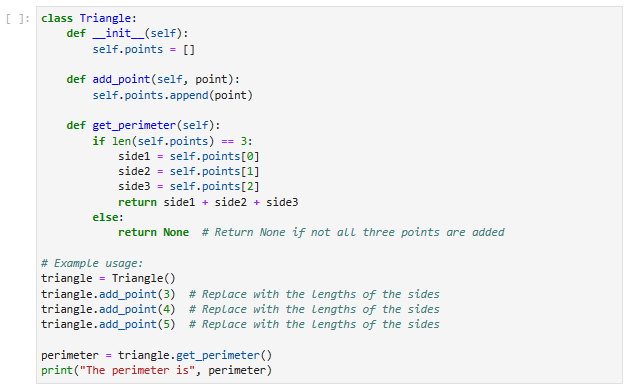 [ ]: class Triangle:
    def __init__(self):
        self.points = []

    def add_point(self, point):
        self.points.append(point)

    def get_perimeter(self):
        if len(self.points) == 3:
            side1 = self.points[0]
            side2 = self.points[1]
            side3 = self.points[2]
            return side1 + side2 + side3
        else:
            return None  # Return None if not all three points are added

# Example usage:
triangle = Triangle()
triangle.add_point(3)  # Replace with the lengths of the sides
triangle.add_point(4)  # Replace with the lengths of the sides
triangle.add_point(5)  # Replace with the lengths of the sides

perimeter = triangle.get_perimeter()
print("The perimeter is", perimeter)